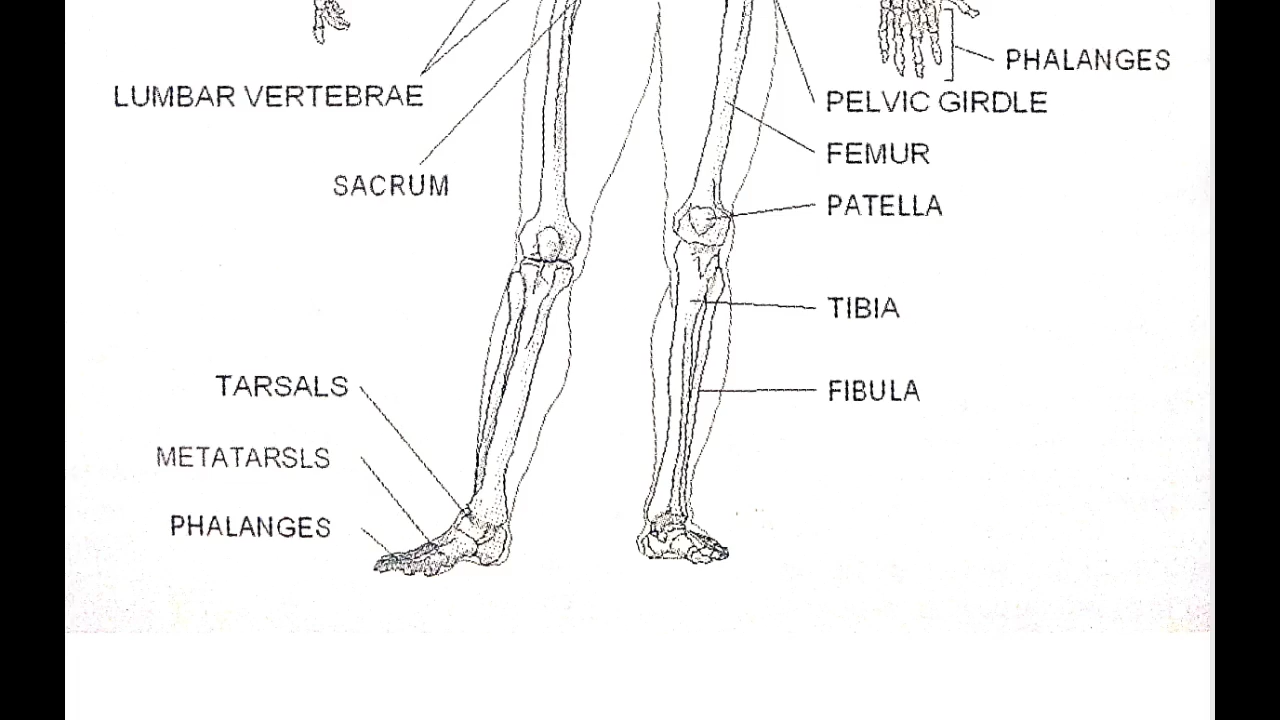 PHALANGES
LUMBAR VERTEBRAE
PELVIC GIRDLE
FEMUR
SACRUM
PATELLA
TIBIA
TARSALS
FIBULA
METATARSLS
PHALANGES